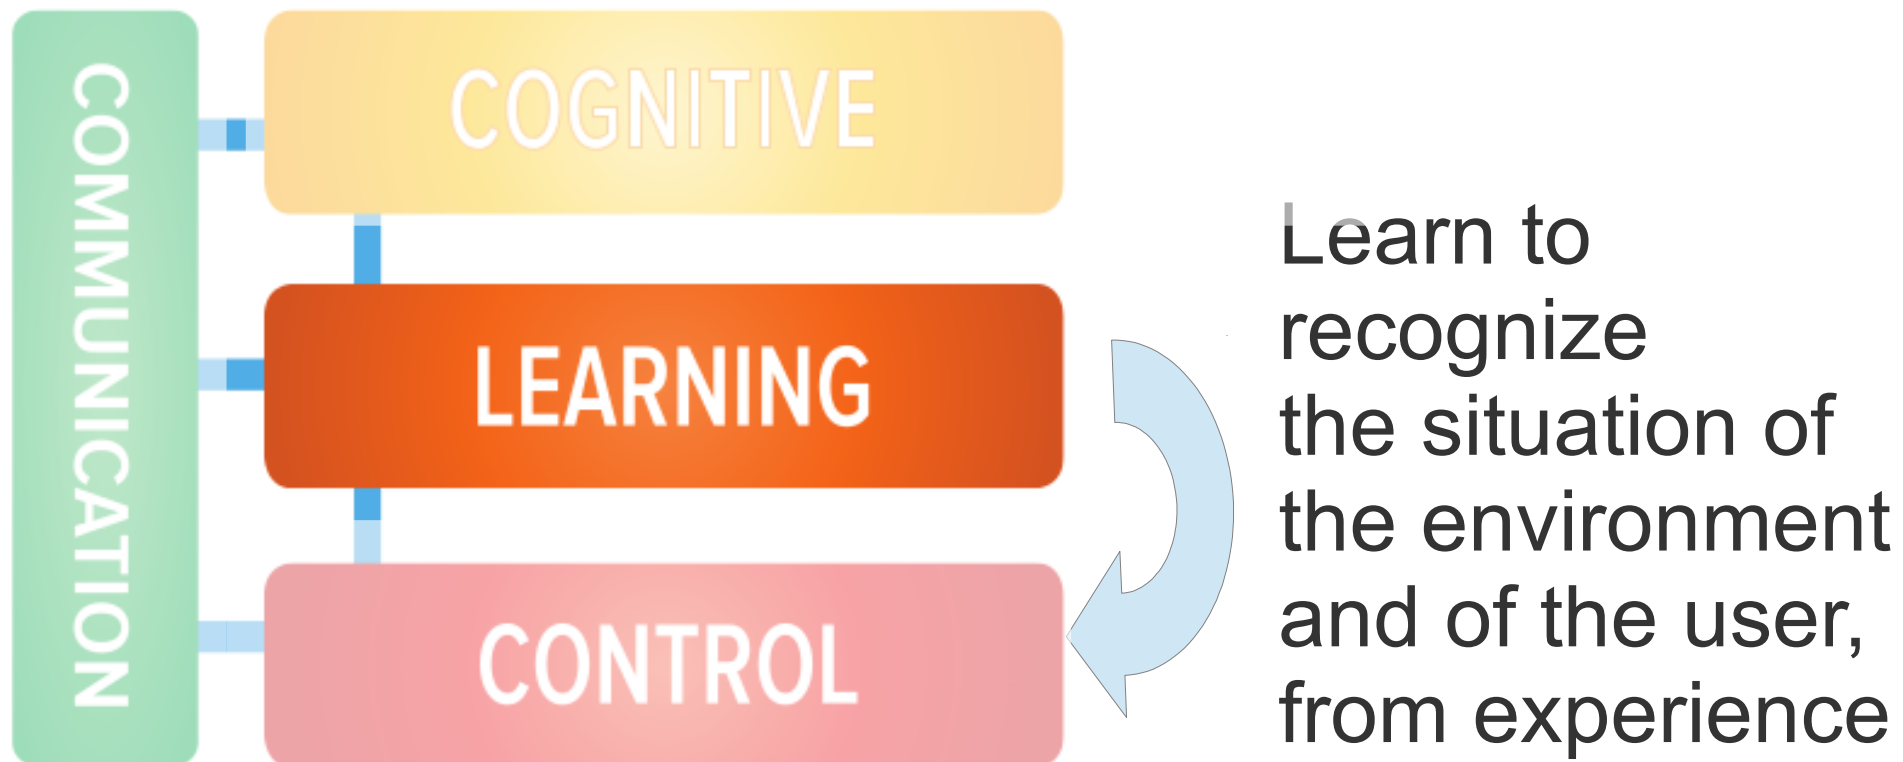 COMMUNICATION
COGNITIVE
LEARNING
CONTROL
Learn to
recognize
the situation of
the environment
and of the user,
from experience